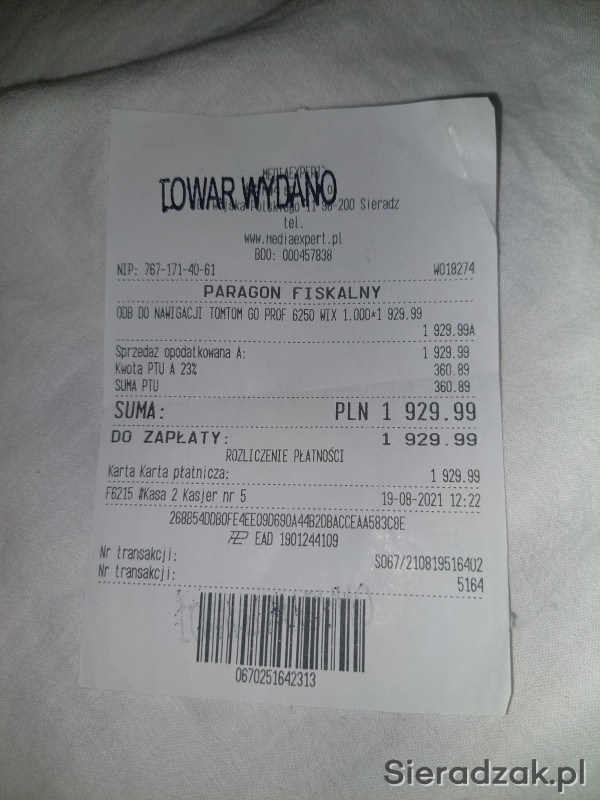 MEDIAEXPERT
TOWAR WYDANO
Wojska Polskiego 11 98-200 Sieradz
tel.
www.mediaexpert.pl
BDO: 000457838
NIP: 767-171-40-61 W018274
PARAGON FISKALNY
ODB DO NAWIGACJI TOMTOM GO PROF 6250 WIX 1.000*1 929.99
1 929.99A
Sprzedaż opodatkowana A: 1 929.99
Kwota PTU A 23% 360.89
SUMA PTU 360.89
SUMA: PLN 1 929.99
DO ZAPŁATY: 1 929.99
ROZLICZENIE PŁATNOŚCI
Karta Karta płatnicza: 1 929.99
F6215 #Kasa 2 Kasjer nr 5 19-08-2021 12:22
268B54DDB0FE4EE09D690A44B2DBACCEAA583C8E
EAD 1901244109
Nr transakcji: S067/210819516402
Nr transakcji: 5164
0670251642313
Sieradzak.pl